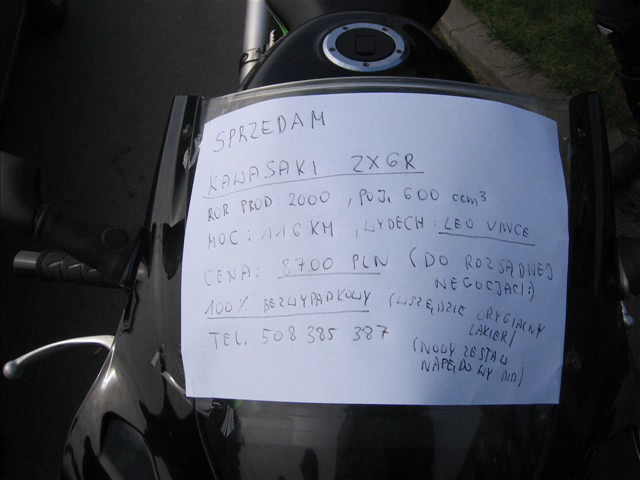 SPRZEDAM
KAWASAKI ZX6R
ROK PROD: 2000, POJ. 600 ccm³
MOC: 116 KM, WYDECH: LEO VINCE
CENA: 8700 PLN (DO ROZSĄDNEJ
NEGOCJACJI:)
100% BEZWYPADKOWY (WSZĘDZIE ORYGINALNY
LAKIER)
TEL. 508 385 387
(NOWY ZESTAW
NAPĘDOWY DID)